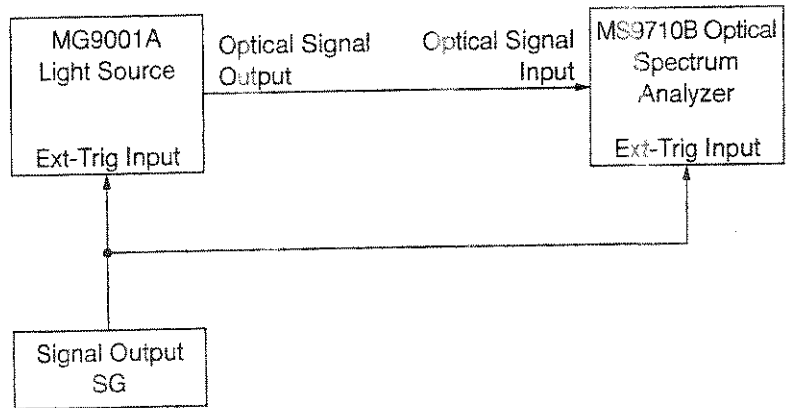 MG9001A
Light Source
Ext-Trig Input
Optical Signal
Output
Optical Signal
Input
MS9710B Optical
Spectrum
Analyzer
Ext-Trig Input
Signal Output
SG